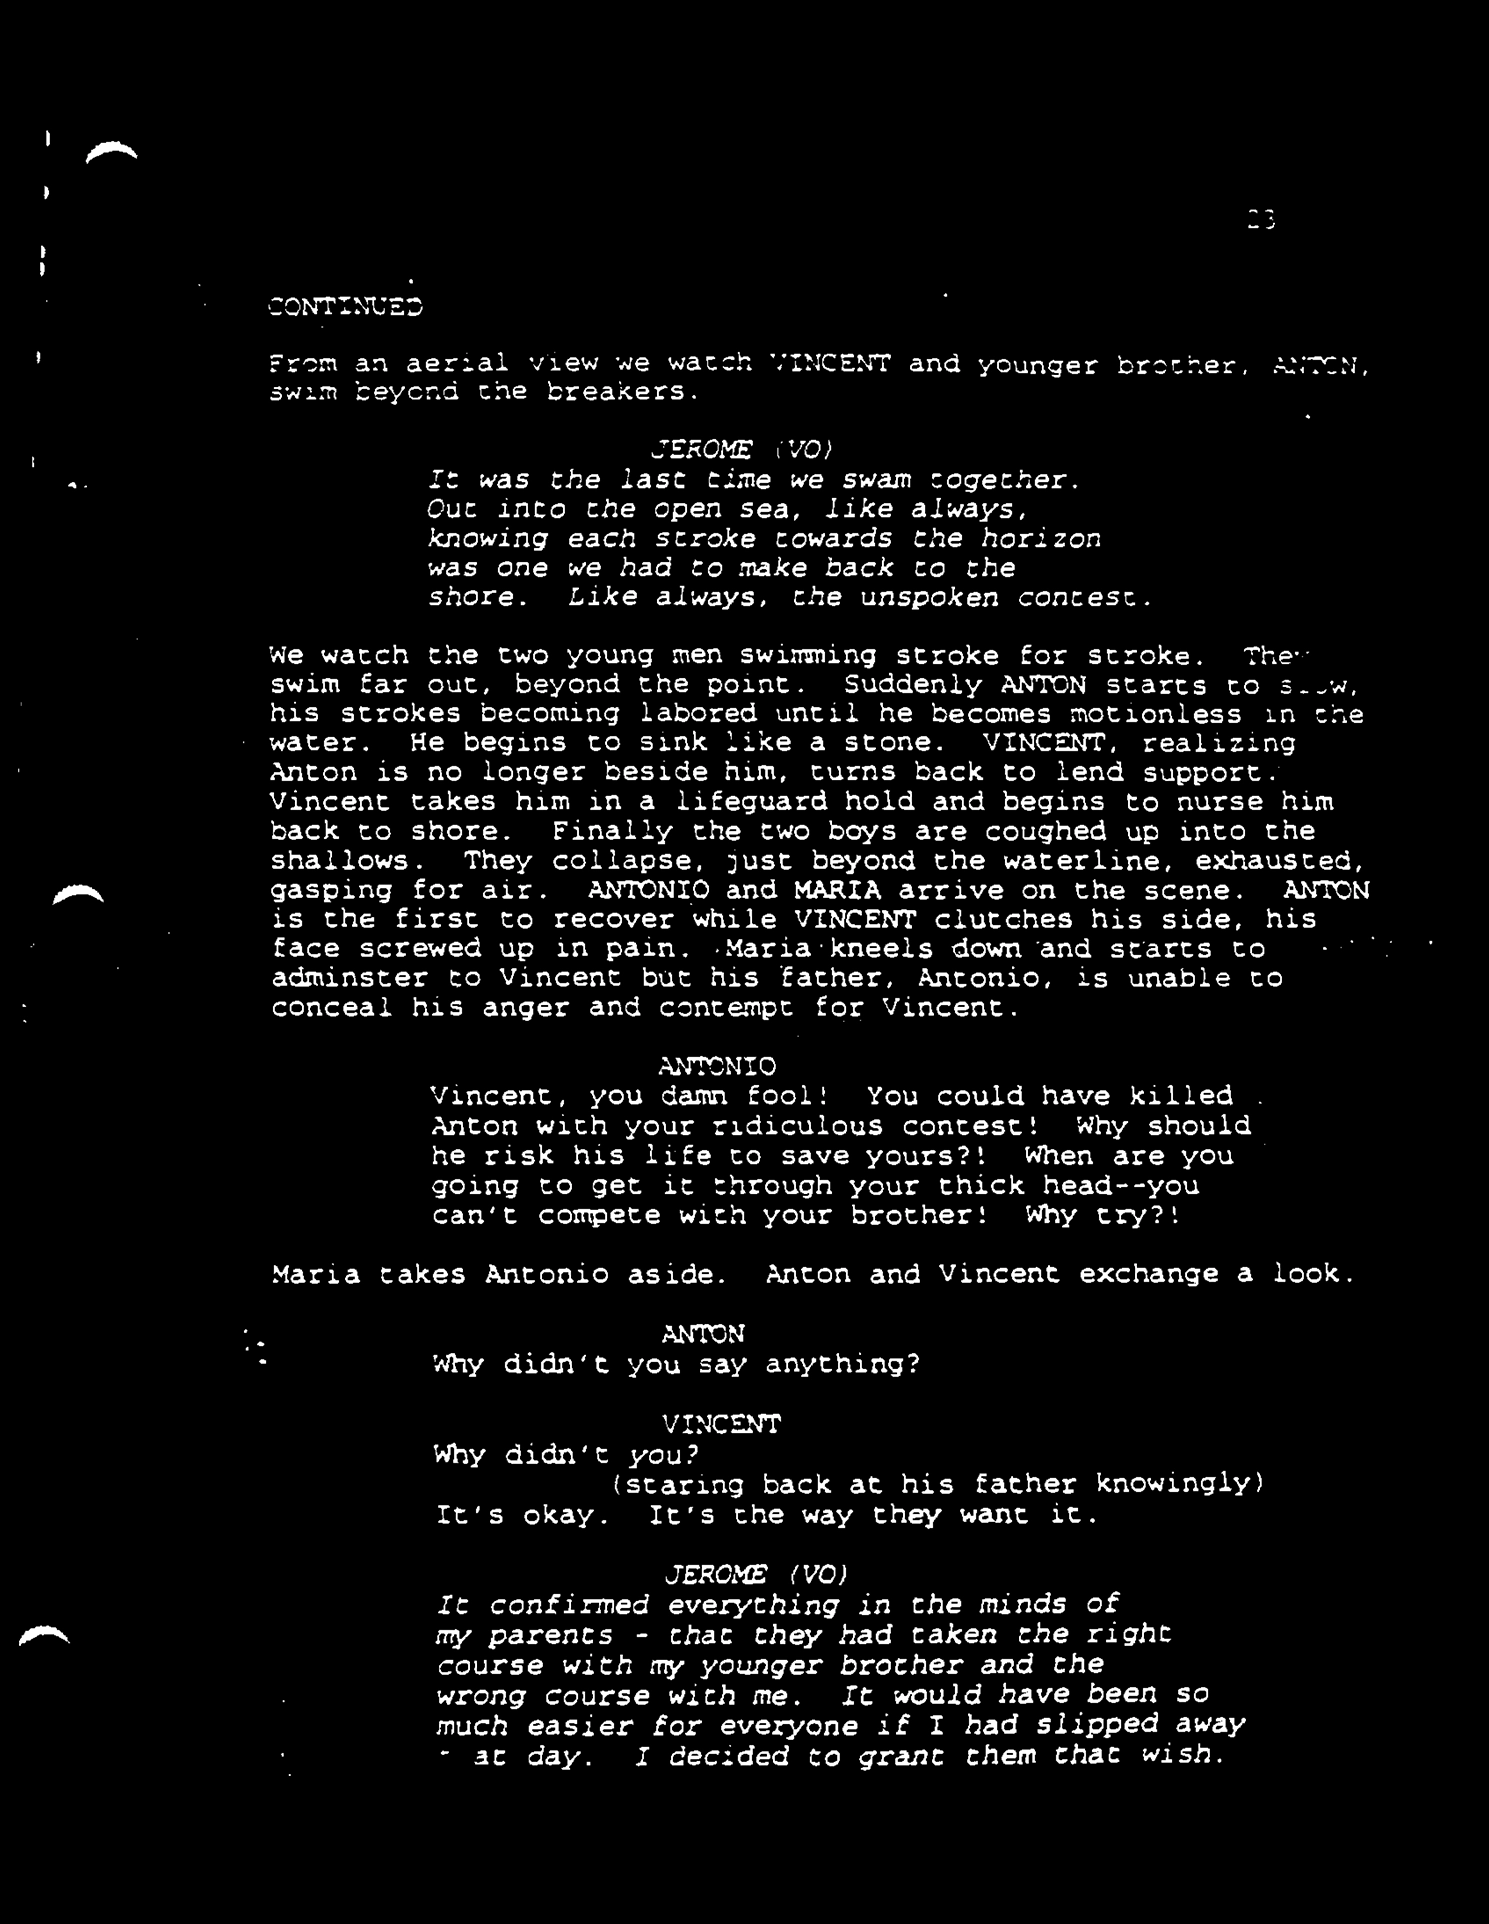 23
CONTINUED
From an aerial view we watch VINCENT and younger brother, ANTON,
swim beyond the breakers.
JEROME (VO)
It was the last time we swam together.
Out into the open sea, like always,
knowing each stroke towards the horizon
was one we had to make back to the
shore. Like always, the unspoken contest.
We watch the two young men swimming stroke for stroke. They
swim far out, beyond the point. Suddenly ANTON starts to slow,
his strokes becoming labored until he becomes motionless in the
water. He begins to sink like a stone. VINCENT, realizing
Anton is no longer beside him, turns back to lend support.
Vincent takes him in a lifeguard hold and begins to nurse him
back to shore. Finally the two boys are coughed up into the
shallows. They collapse, just beyond the waterline, exhausted,
gasping for air. ANTONIO and MARIA arrive on the scene. ANTON
is the first to recover while VINCENT clutches his side, his
face screwed up in pain. Maria kneels down and starts to
adminster to Vincent but his father, Antonio, is unable to
conceal his anger and contempt for Vincent.
ANTONIO
Vincent, you damn fool! You could have killed
Anton with your ridiculous contest! Why should
he risk his life to save yours?! When are you
going to get it through your thick head--you
can't compete with your brother! Why try?!
Maria takes Antonio aside. Anton and Vincent exchange a look.
ANTON
Why didn't you say anything?
VINCENT
Why didn't you?
(staring back at his father knowingly)
It's okay. It's the way they want it.
JEROME (VO)
It confirmed everything in the minds of
my parents - that they had taken the right
course with my younger brother and the
wrong course with me. It would have been so
much easier for everyone if I had slipped away
day. I decided to grant them that wish.